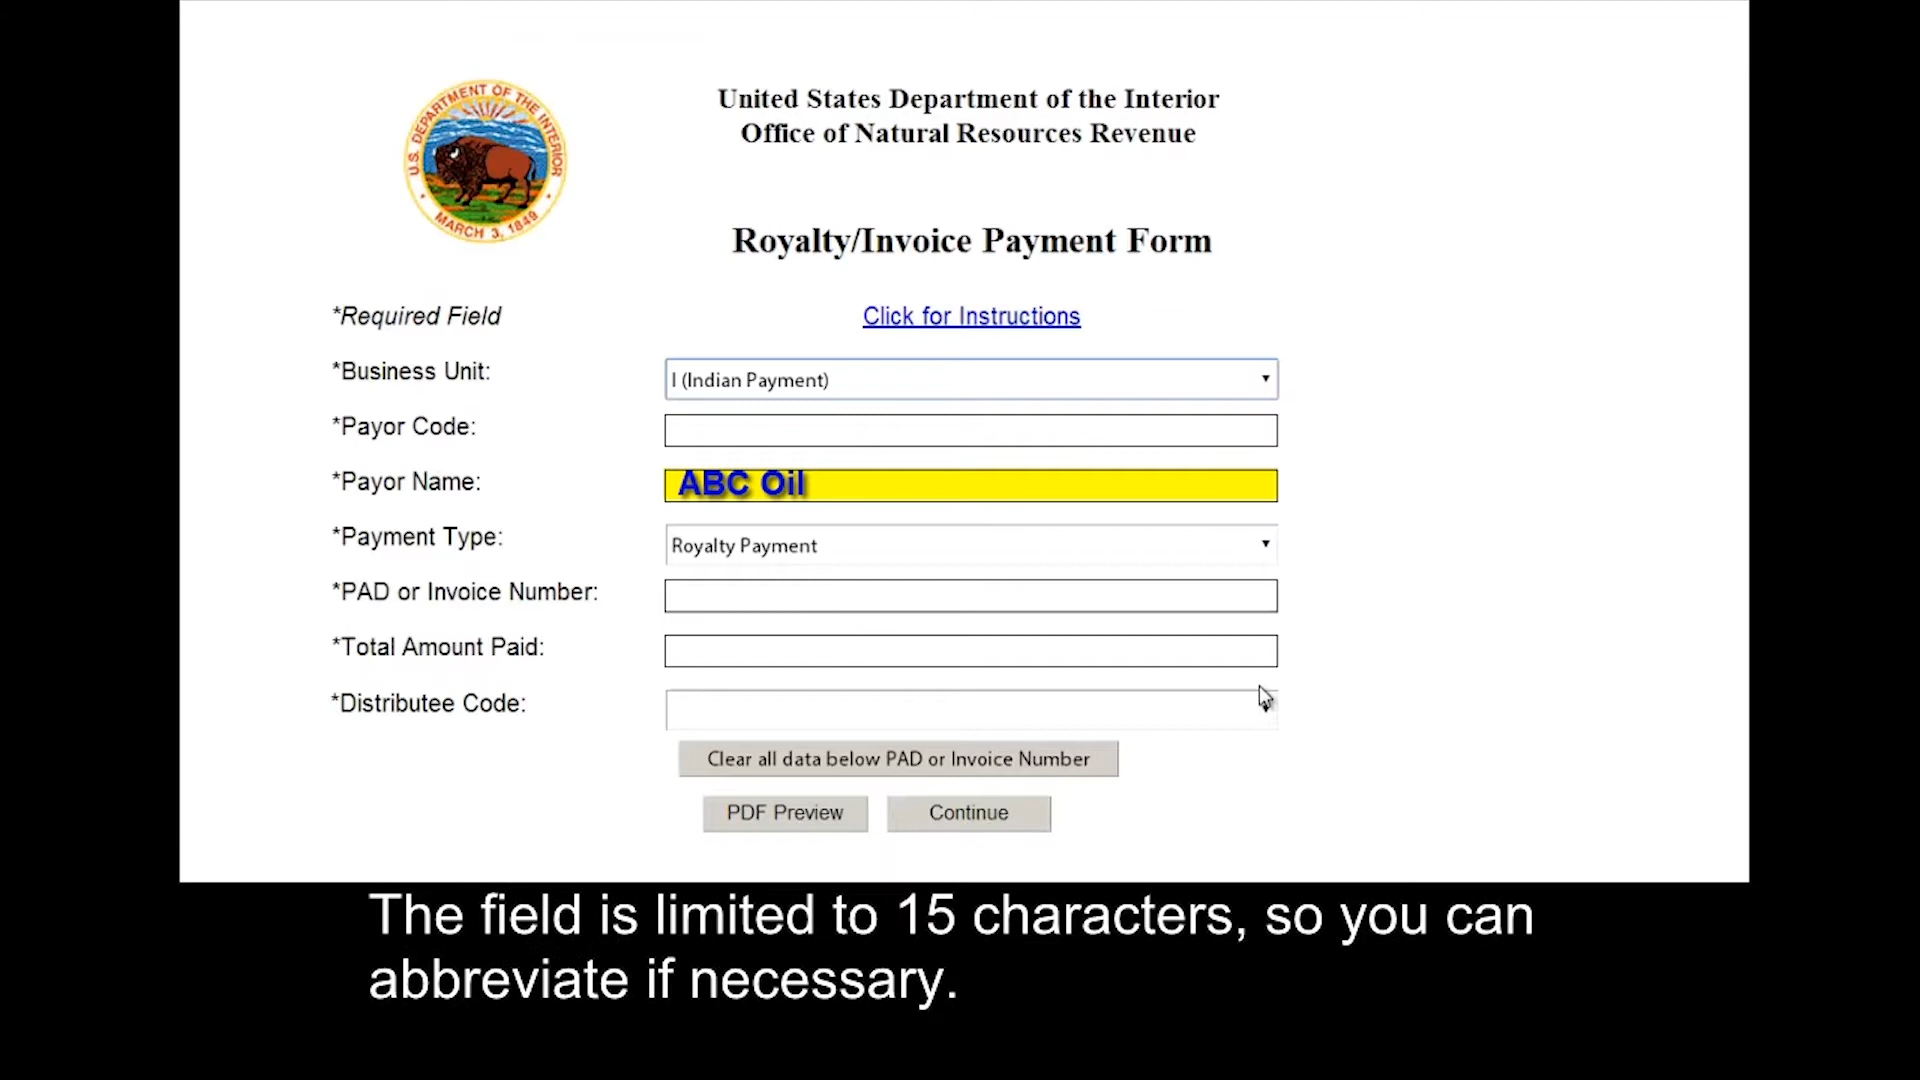 U.S. DEPARTMENT OF THE INTERIOR
MARCH 3, 1849
United States Department of the Interior
Office of Natural Resources Revenue
Royalty/Invoice Payment Form
*Required Field
Click for Instructions
*Business Unit:
I (Indian Payment)
*Payor Code:
*Payor Name:
ABC Oil
*Payment Type:
Royalty Payment
*PAD or Invoice Number:
*Total Amount Paid:
*Distributee Code:
Clear all data below PAD or Invoice Number
PDF Preview
Continue
The field is limited to 15 characters, so you can
abbreviate if necessary.